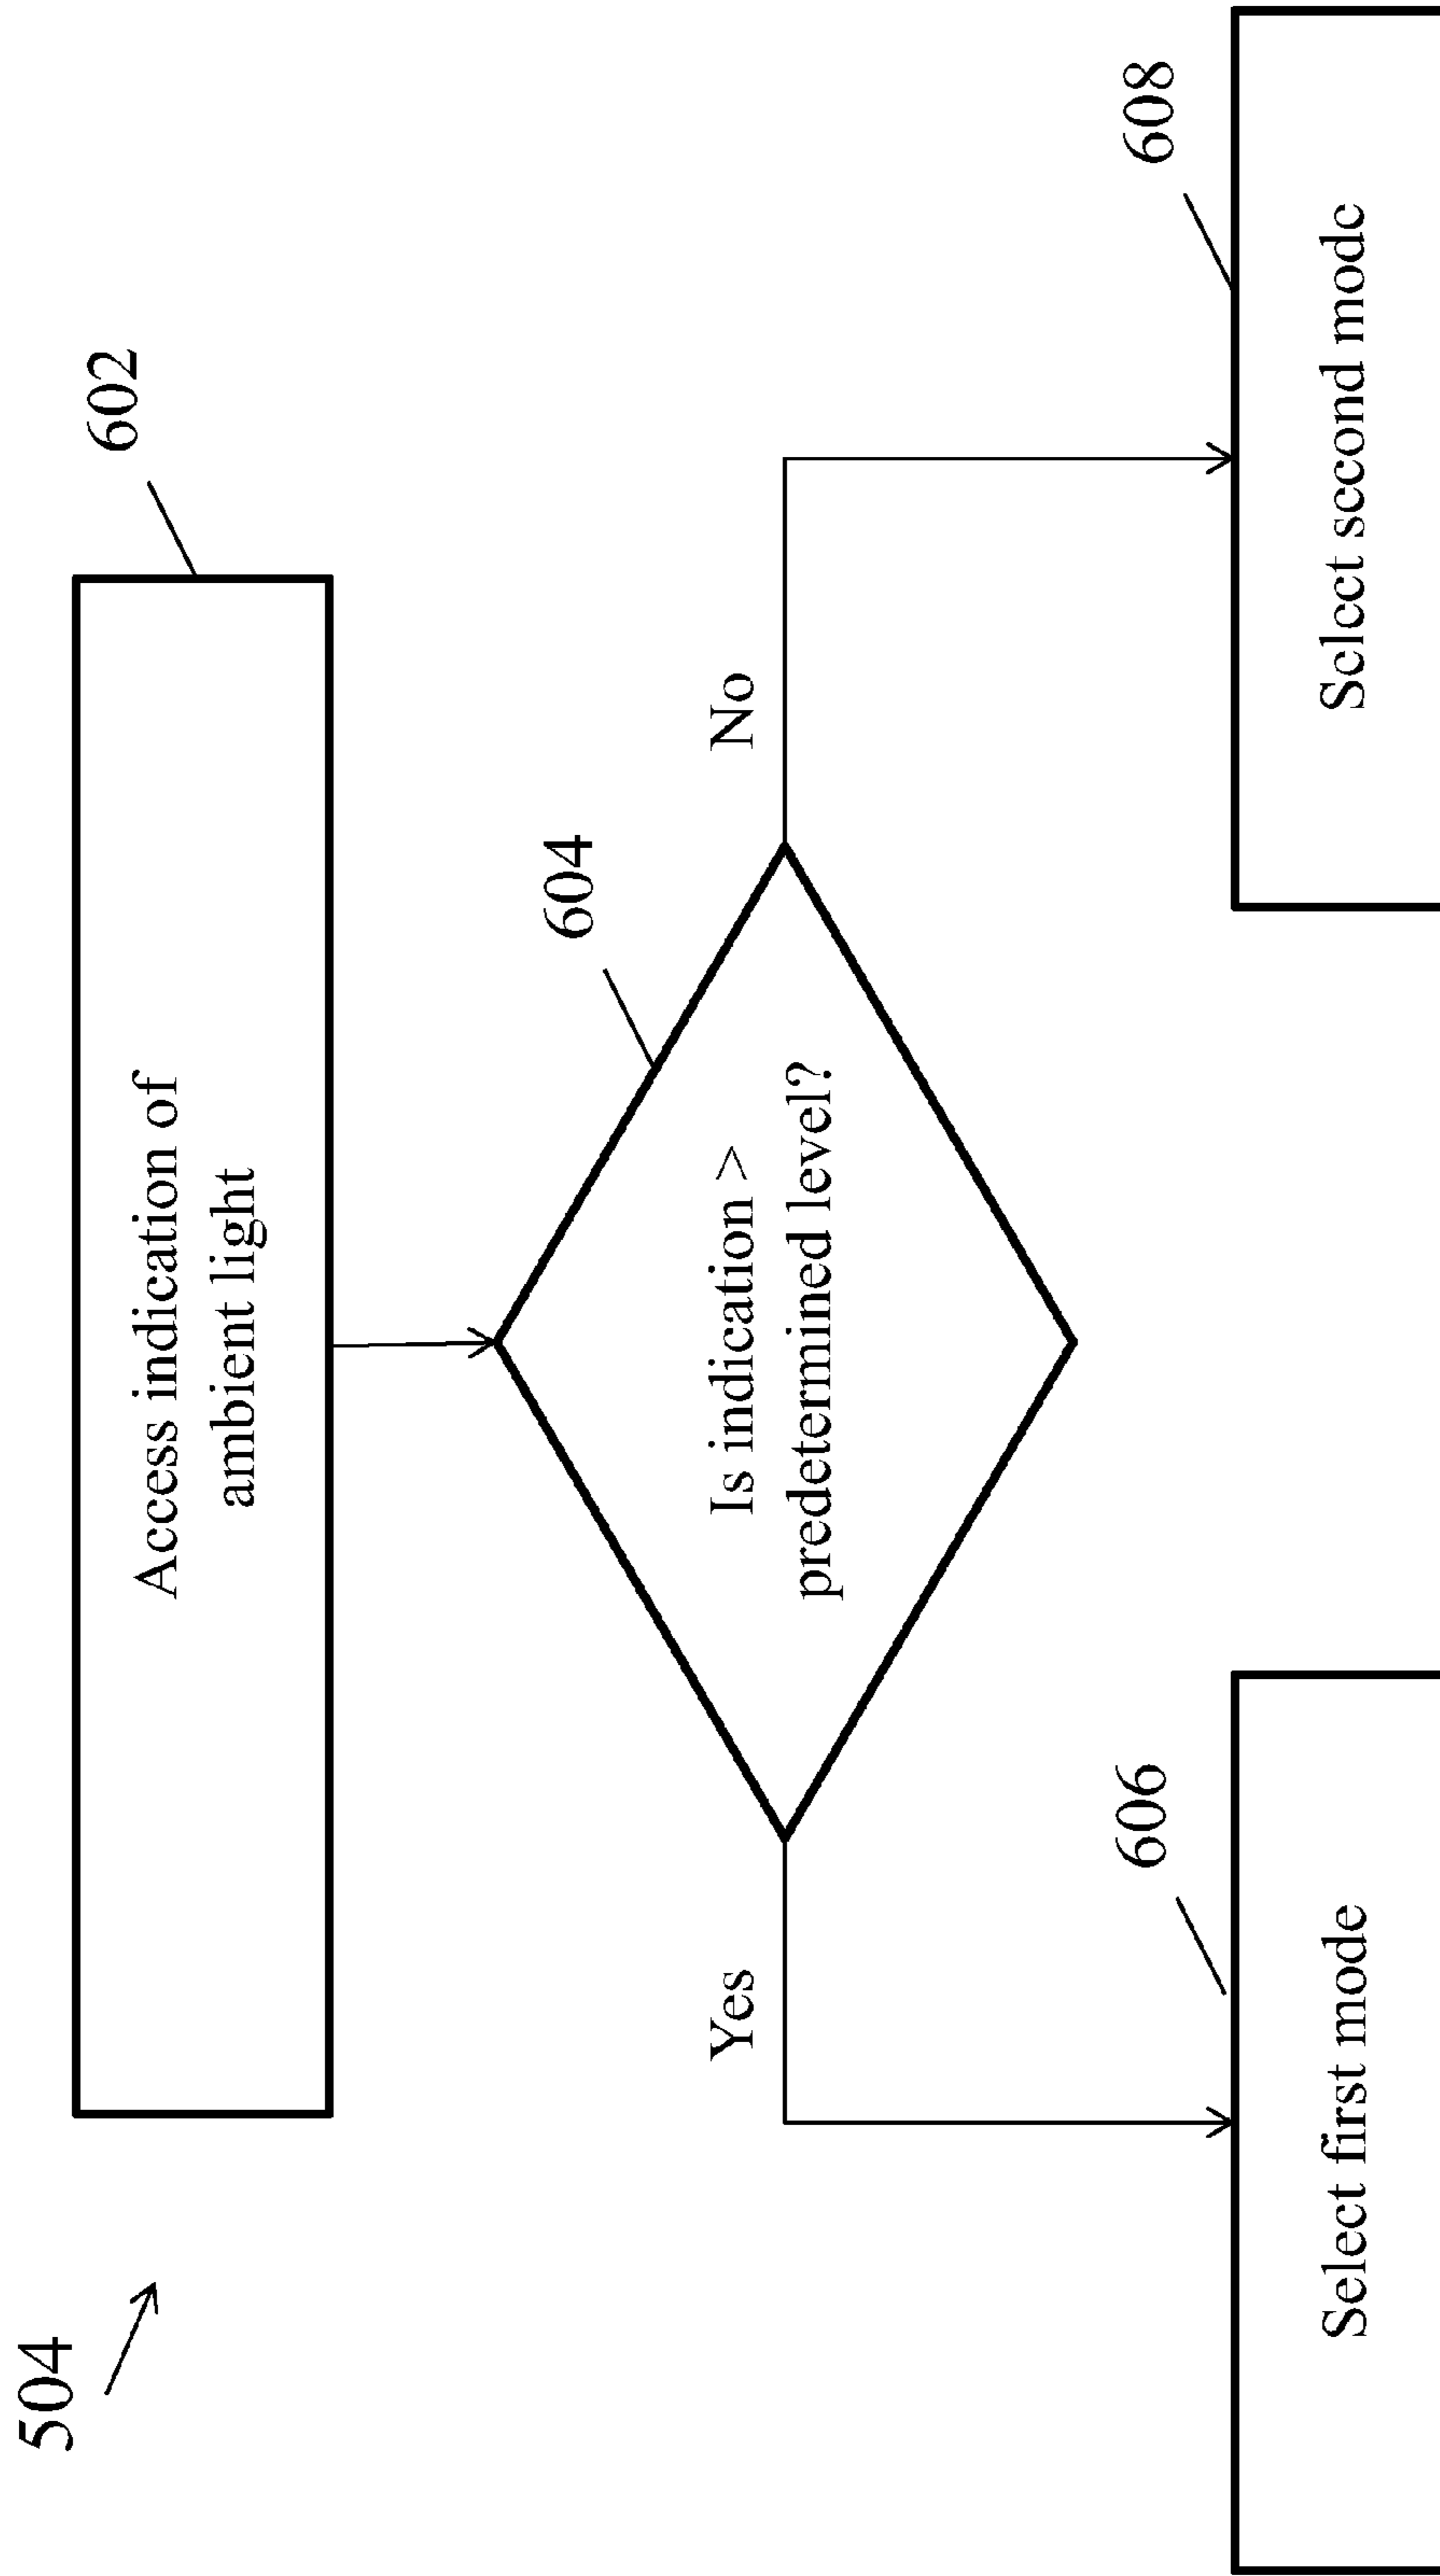 504
602
Access indication of
ambient light
604
Is indication >
predetermined level?
Yes
No
606
608
Select first mode
Select second mode